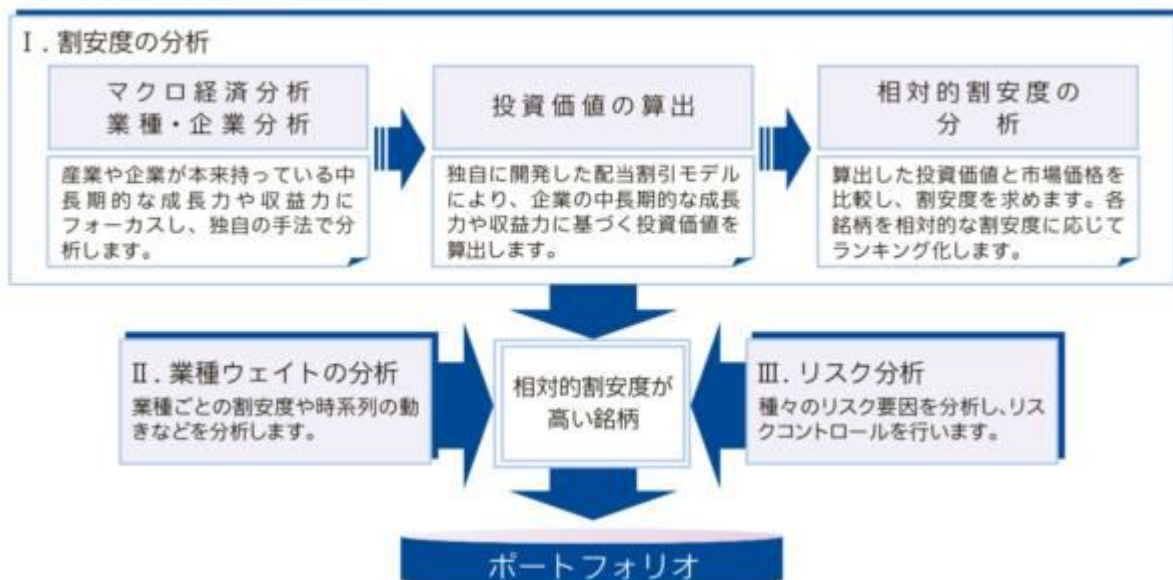 Ⅰ. 割安度の分析
マクロ経済分析
業種・企業分析
産業や企業が本来持っている中
長期的な成長力や収益力に
フォーカスし、独自の手法で分
析します。
投資価値の算出
独自に開発した配当割引モデル
により、企業の中長期的な成長
力や収益力に基づく投資価値を
算出します。
相対的割安度の
分析
算出した投資価値と市場価格を
比較し、割安度を求めます。各
銘柄を相対的な割安度に応じて
ランキング化します。
Ⅱ. 業種ウェイトの分析
業種ごとの割安度や時系列の動
きなどを分析します。
相対的割安度が
高い銘柄
Ⅲ. リスク分析
種々のリスク要因を分析し、リス
クコントロールを行います。
ポートフォリオ